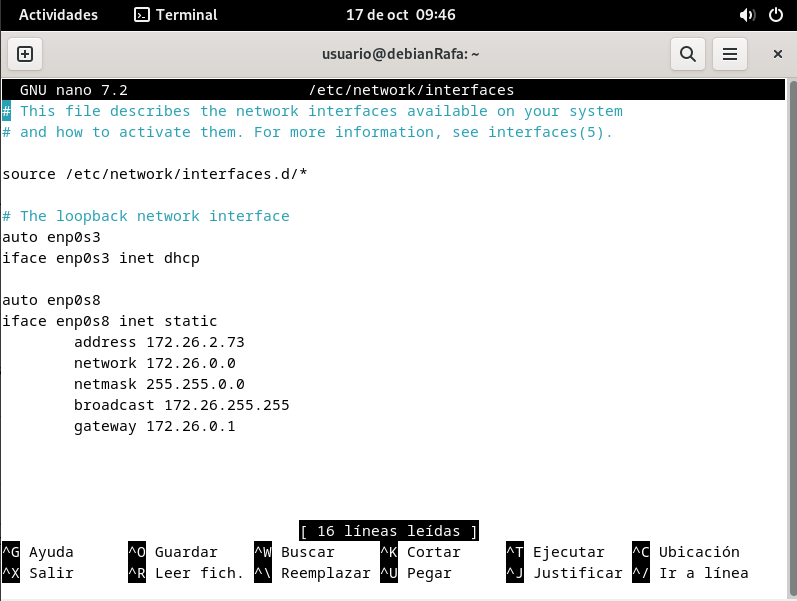 Actividades Terminal 17 de oct 09:46
usuario@debianRafa: ~
GNU nano 7.2 /etc/network/interfaces
# This file describes the network interfaces available on your system
# and how to activate them. For more information, see interfaces(5).
source /etc/network/interfaces.d/*
# The loopback network interface
auto enp0s3
iface enp0s3 inet dhcp
auto enp0s8
iface enp0s8 inet static
address 172.26.2.73
network 172.26.0.0
netmask 255.255.0.0
broadcast 172.26.255.255
gateway 172.26.0.1
[ 16 líneas leídas ]
^G Ayuda ^O Guardar ^W Buscar ^K Cortar ^T Ejecutar ^C Ubicación
^X Salir ^R Leer fich. ^\ Reemplazar ^U Pegar ^J Justificar ^/ Ir a línea